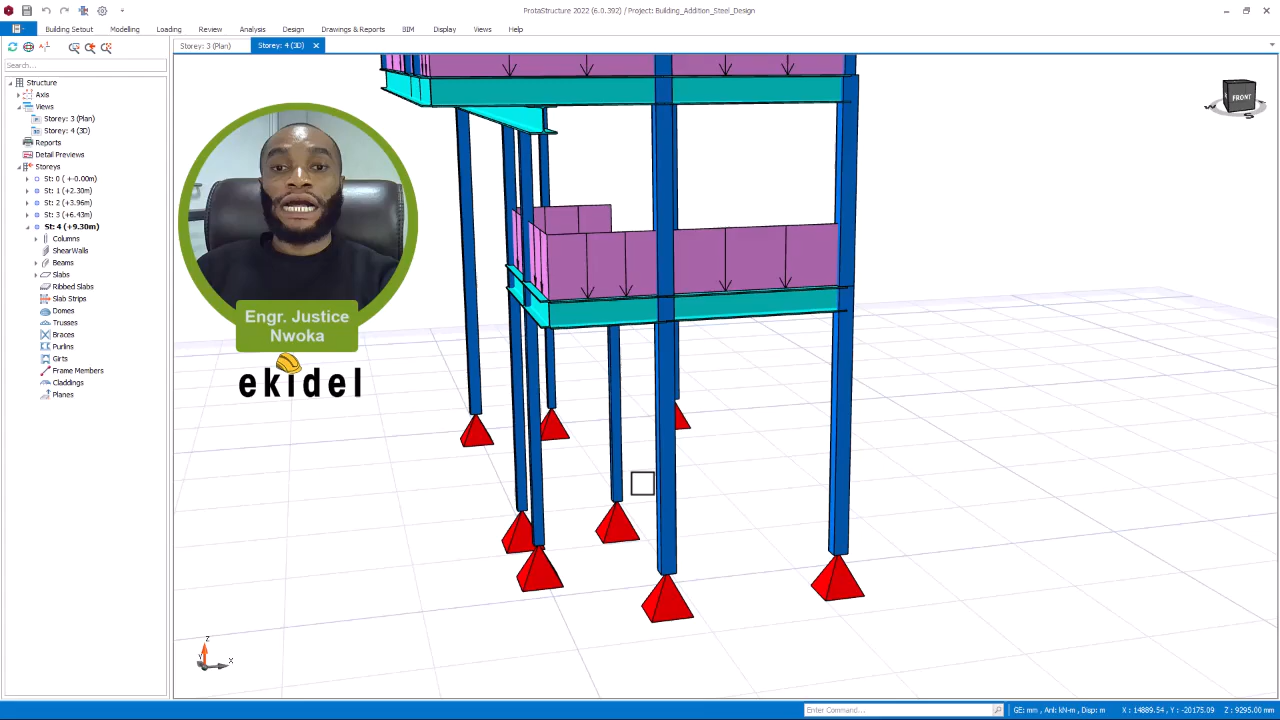 ProtaStructure 2022 (6.0.392) / Project: Building_Addition_Steel_Design
Building Setout Modelling Loading Review Analysis Design Drawings & Reports BIM Display Views Help
Storey: 3 (Plan) Storey: 4 (3D)
Search...
Structure
Axis
Views
Storey: 3 (Plan)
Storey: 4 (3D)
Reports
Detail Previews
Storeys
St: 0 ( +-0.00m)
St: 1 (+2.30m)
St: 2 (+3.96m)
St: 3 (+6.43m)
St: 4 (+9.30m)
Columns
ShearWalls
Beams
Slabs
Ribbed Slabs
Slab Strips
Domes
Trusses
Braces
Purlins
Girts
Frame Members
Claddings
Planes
Engr. Justice
Nwoka
ekidel
FRONT
W
S
Z
Y
X
Enter Command...
GE: mm , Anl: kN-m , Disp: m
X : 14889.54 , Y : -20175.09
Z : 9295.00 mm